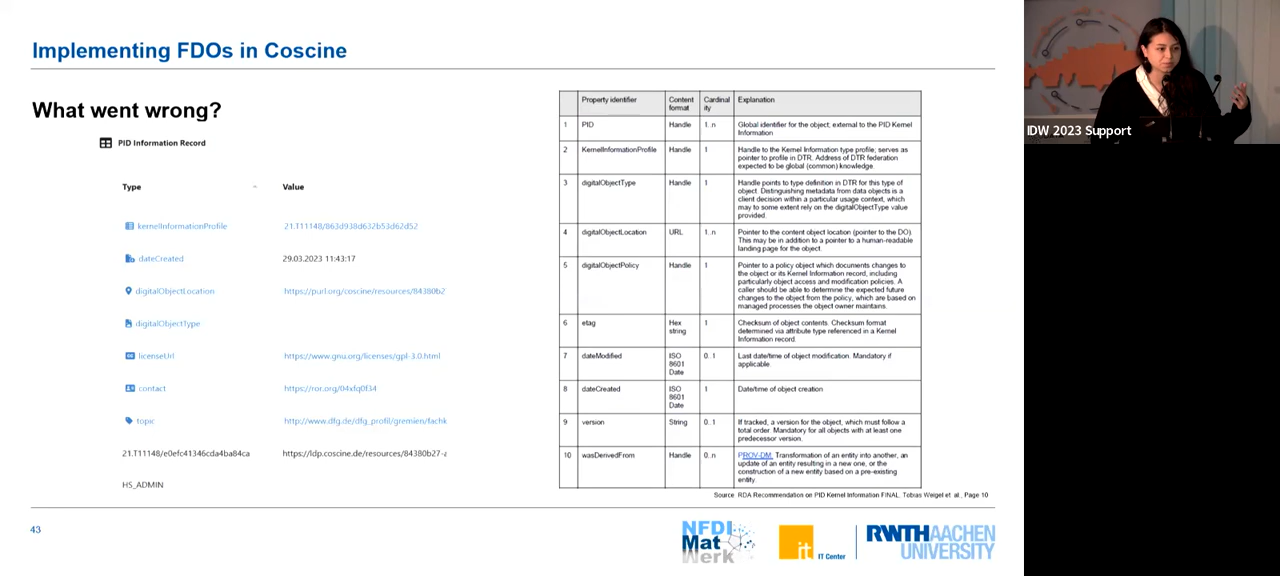 Implementing FDOs in Coscine
What went wrong?
PID Information Record
Type Value
kernelInformationProfile 21.T11148/863d938d632b53d62d52
dateCreated 29.03.2023 11:43:17
digitalObjectLocation https://purl.org/coscine/resources/84380b2
digitalObjectType
licenseUrl https://www.gnu.org/licenses/gpl-3.0.html
contact https://ror.org/04xfq0f34
topic http://www.dfg.de/dfg_profil/gremien/fachk
21.T11148/e0efc41346cda4ba84ca https://ldp.coscine.de/resources/84380b27-a
HS_ADMIN
Property identifier Content format Cardinal ity Explanation
1 PID Handle 1..n Global identifier for the object; external to the PID Kernel
Information
2 KernelInformationProfile Handle 1 Handle to the Kernel Information type profile; serves as
pointer to profile in DTR. Address of DTR federation
expected to be global (common) knowledge.
3 digitalObjectType Handle 1 Handle points to type definition in DTR for this type of
object. Distinguishing metadata from data objects is a
client decision within a particular usage context, which
may to some extent rely on the digitalObjectType value
provided.
4 digitalObjectLocation URL 1..n Pointer to the content object location (pointer to the DO).
This may be in addition to a pointer to a human-readable
landing page for the object.
5 digitalObjectPolicy Handle 1 Pointer to a policy object which documents changes to
the object or its Kernel Information record, including
particularly object access and modification policies. A
caller should be able to determine the expected future
changes to the object from the policy, which are based on
managed processes the object owner maintains.
6 etag Hex string 1 Checksum of object contents. Checksum format
determined via attribute type referenced in a Kernel
Information record.
7 dateModified ISO 8601 Date 0..1 Last date/time of object modification. Mandatory if
applicable.
8 dateCreated ISO 8601 Date 1 Date/time of object creation
9 version String 0..1 If tracked, a version for the object, which must follow a
total order. Mandatory for all objects with at least one
predecessor version.
10 wasDerivedFrom Handle 0..n PROV-DM: Transformation of an entity into another, an
update of an entity resulting in a new one, or the
construction of a new entity based on a pre-existing
entity.
Source: RDA Recommendation on PID Kernel Information FINAL, Tobias Weigel et al., Page 10
43
NFDI
Mat
Werk
it IT Center
RWTH AACHEN
UNIVERSITY
IDW 2023 Support